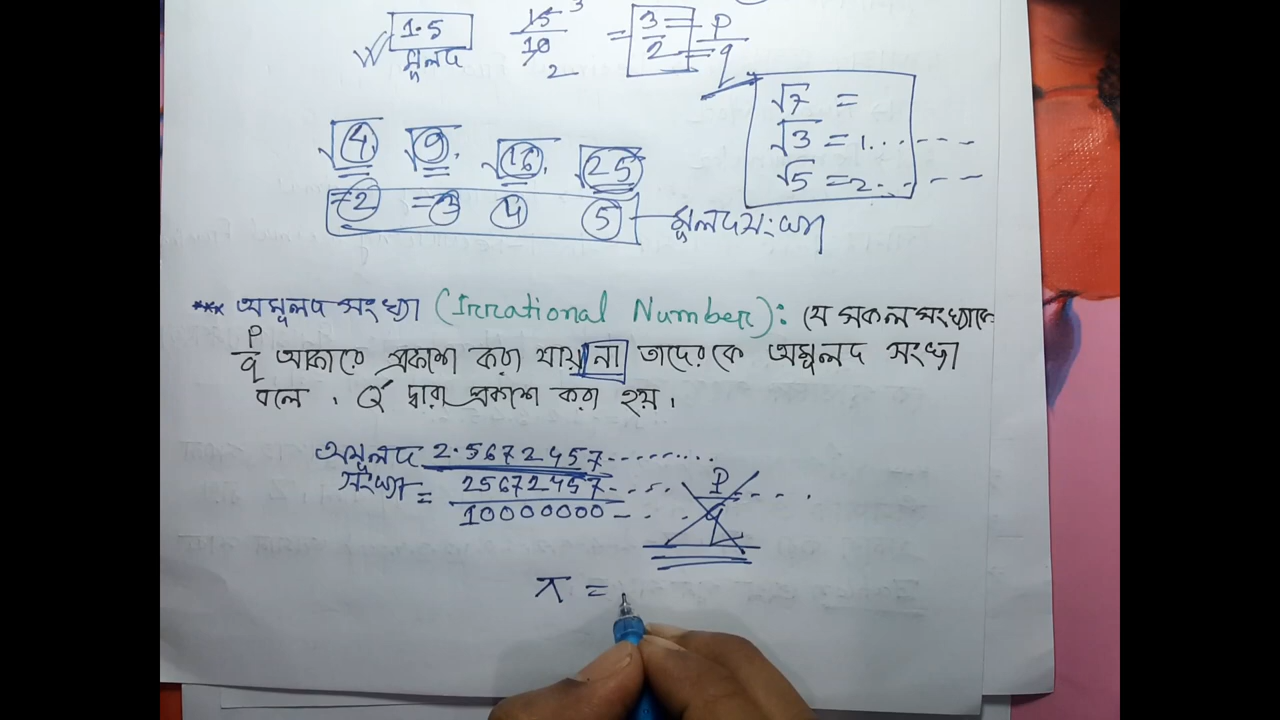 1.5 15/10 3 2 = 3/2 = P/q
মূলদ
√7 =
√3 = 1...---
√5 = 2...---
√4 √9. √16. √25
=2 =3 4 5 মূলদসংখ্যা
*** অমূলদ সংখ্যা (Irrational Number): যে সকল সংখ্যাকে
P/q আকারে প্রকাশ করা যায় না তাদেরকে অমূলদ সংখ্যা
বলে . Q' দ্বারা প্রকাশ করা হয়.
অমূলদ 2.5672457---------
সংখ্যা = 25672457-.--. P/q---.
10000000-- . .
π =